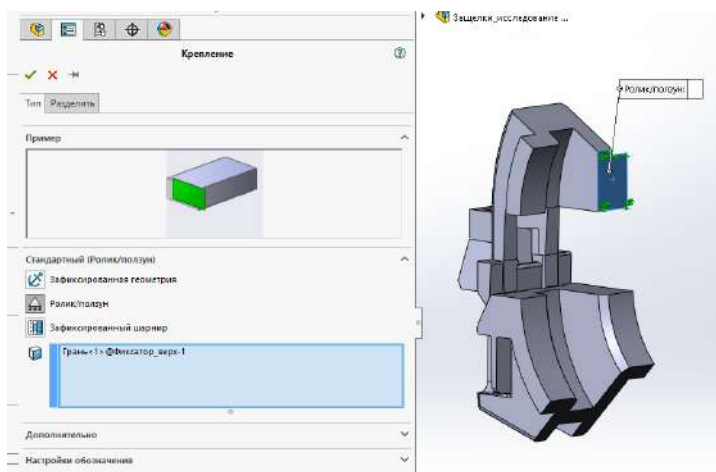 Защелки_исследование ...
Крепление
Тип Разделить
Пример
Стандартный (Ролик/ползун)
Зафиксированная геометрия
Ролик/ползун
Зафиксированный шарнир
Грань<1>@Фиксатор_верх-1
Дополнительно
Настройки обозначения
Ролик/ползун: